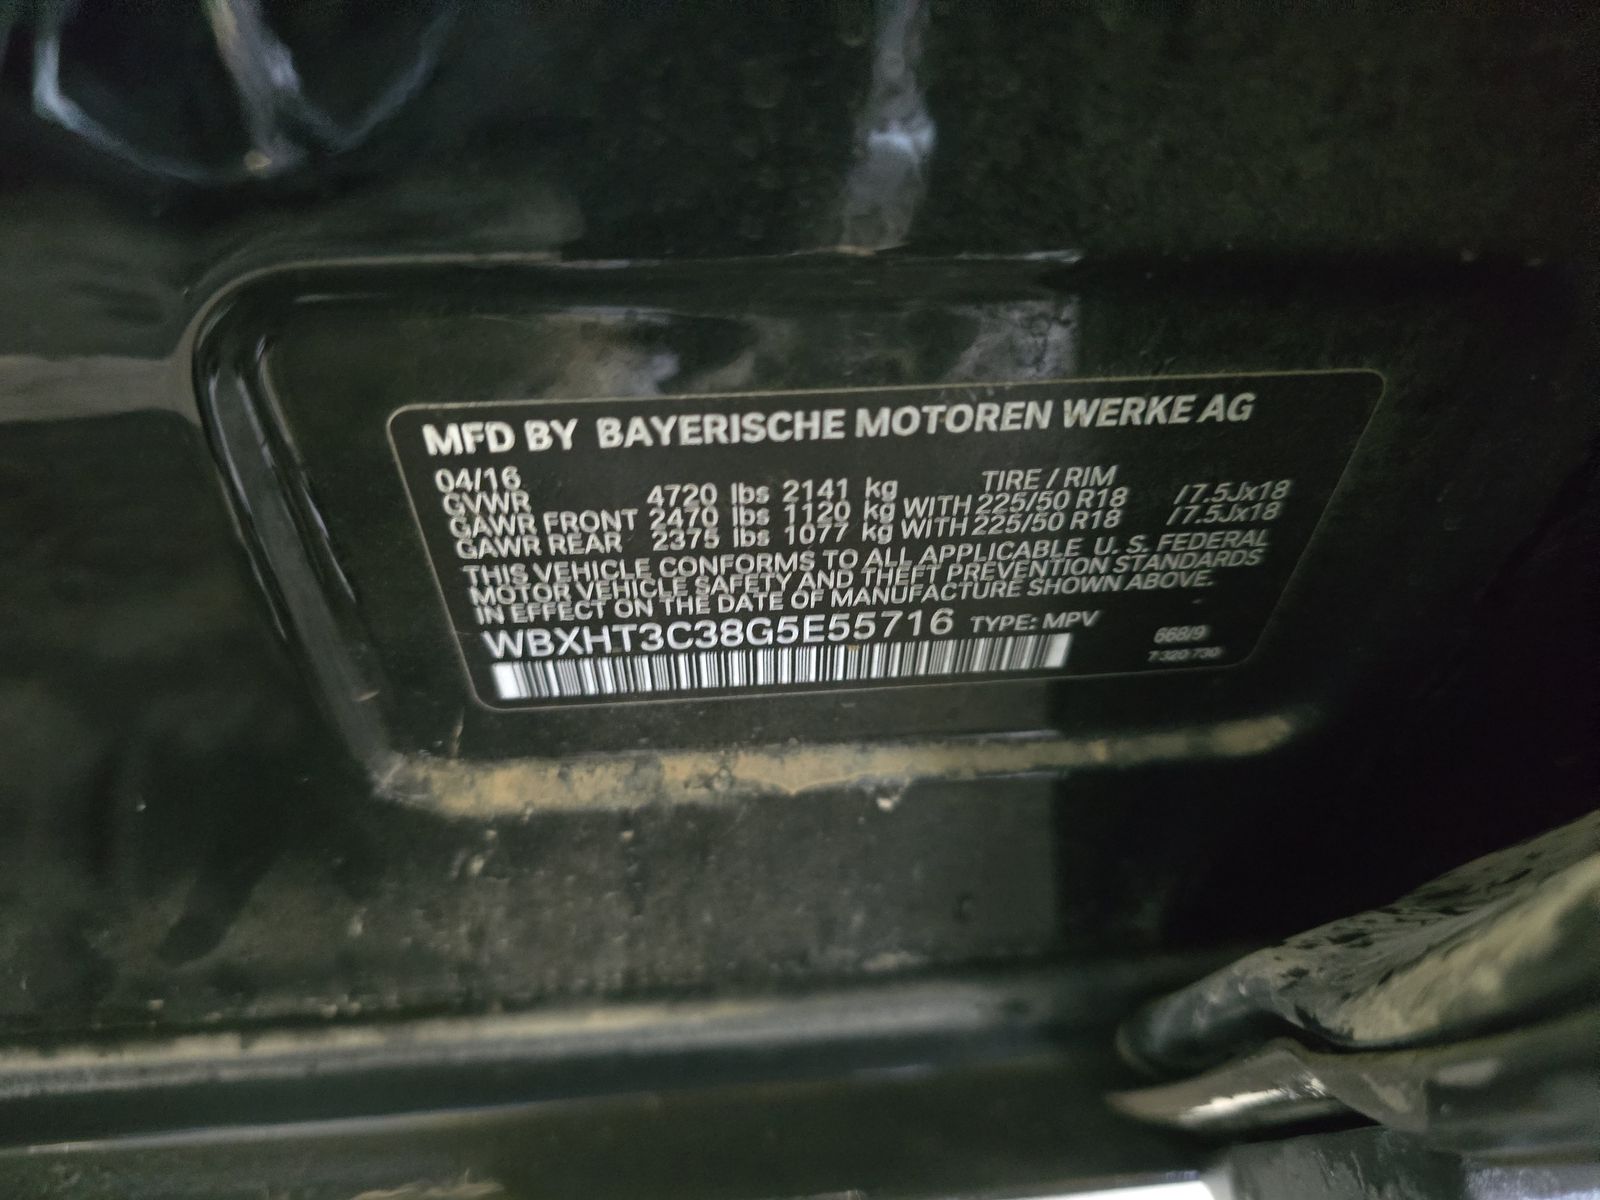 MFD BY BAYERISCHE MOTOREN WERKE AG
04/16 TIRE / RIM
GVWR 4720 lbs 2141 kg
GAWR FRONT 2470 lbs 1120 kg WITH 225/50 R18 / 7.5Jx18
GAWR REAR 2375 lbs 1077 kg WITH 225/50 R18 / 7.5Jx18
THIS VEHICLE CONFORMS TO ALL APPLICABLE U. S. FEDERAL
MOTOR VEHICLE SAFETY AND THEFT PREVENTION STANDARDS
IN EFFECT ON THE DATE OF MANUFACTURE SHOWN ABOVE.
WBXHT3C38G5E55716 TYPE: MPV
668/9
7 320 730